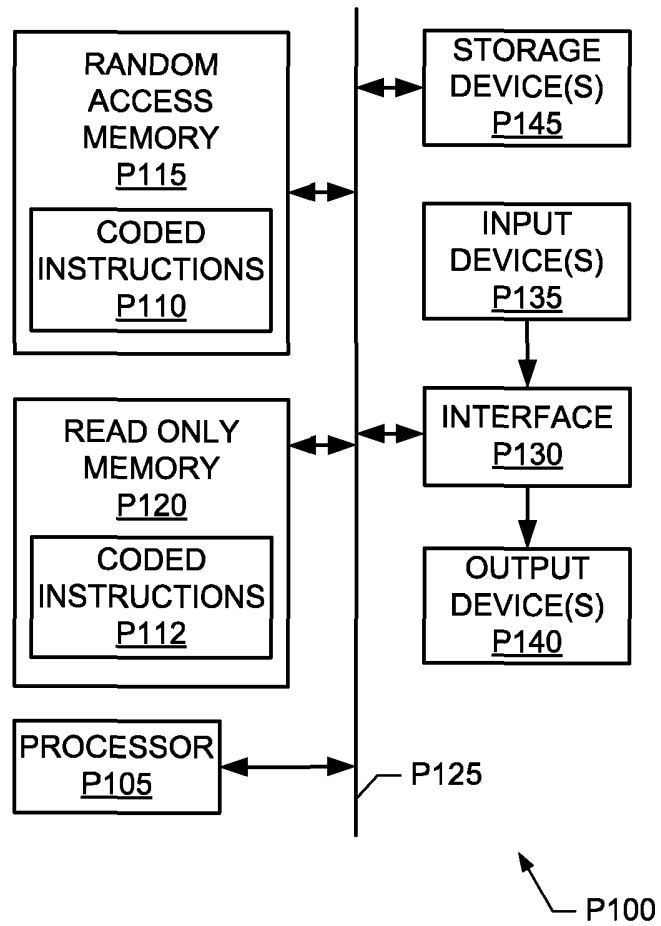 RANDOM
ACCESS
MEMORY
P115
CODED
INSTRUCTIONS
P110
READ ONLY
MEMORY
P120
CODED
INSTRUCTIONS
P112
PROCESSOR
P105
STORAGE
DEVICE(S)
P145
INPUT
DEVICE(S)
P135
INTERFACE
P130
OUTPUT
DEVICE(S)
P140
P125
P100